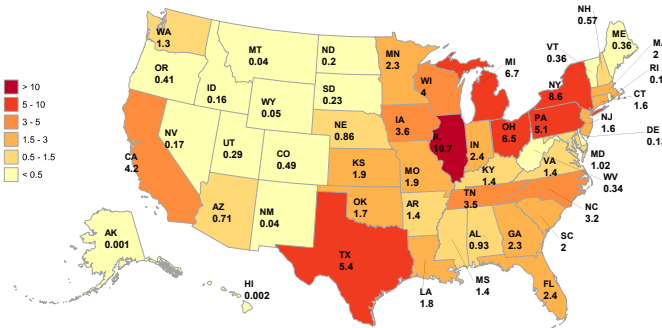 NH
0.57
WA
1.3
MT
0.04
ND
0.2
MN
2.3
VT
0.36
ME
0.36
MA
2
OR
0.41
ID
0.16
SD
0.23
WI
4
MI
6.7
NY
8.6
RI
CT
1.6
> 10
5 - 10
3 - 5
1.5 - 3
0.5 - 1.5
< 0.5
WY
0.05
NE
0.86
IA
3.6
IL
10.7
IN
2.4
OH
6.5
PA
5.1
NJ
1.6
DE
NV
0.17
UT
0.29
CO
0.49
KS
1.9
MO
1.9
KY
1.4
VA
1.4
MD
1.02
WV
0.34
CA
4.2
AZ
0.71
NM
0.04
OK
1.7
AR
1.4
TN
3.5
NC
3.2
AK
0.001
HI
0.002
TX
5.4
LA
1.8
MS
1.4
AL
0.93
GA
2.3
SC
2
FL
2.4